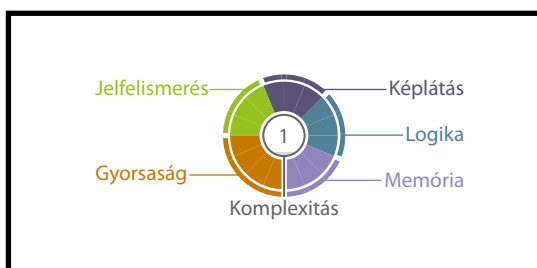 Jelfelismerés
Képlátás
1
Logika
Gyorsaság
Memória
Komplexitás